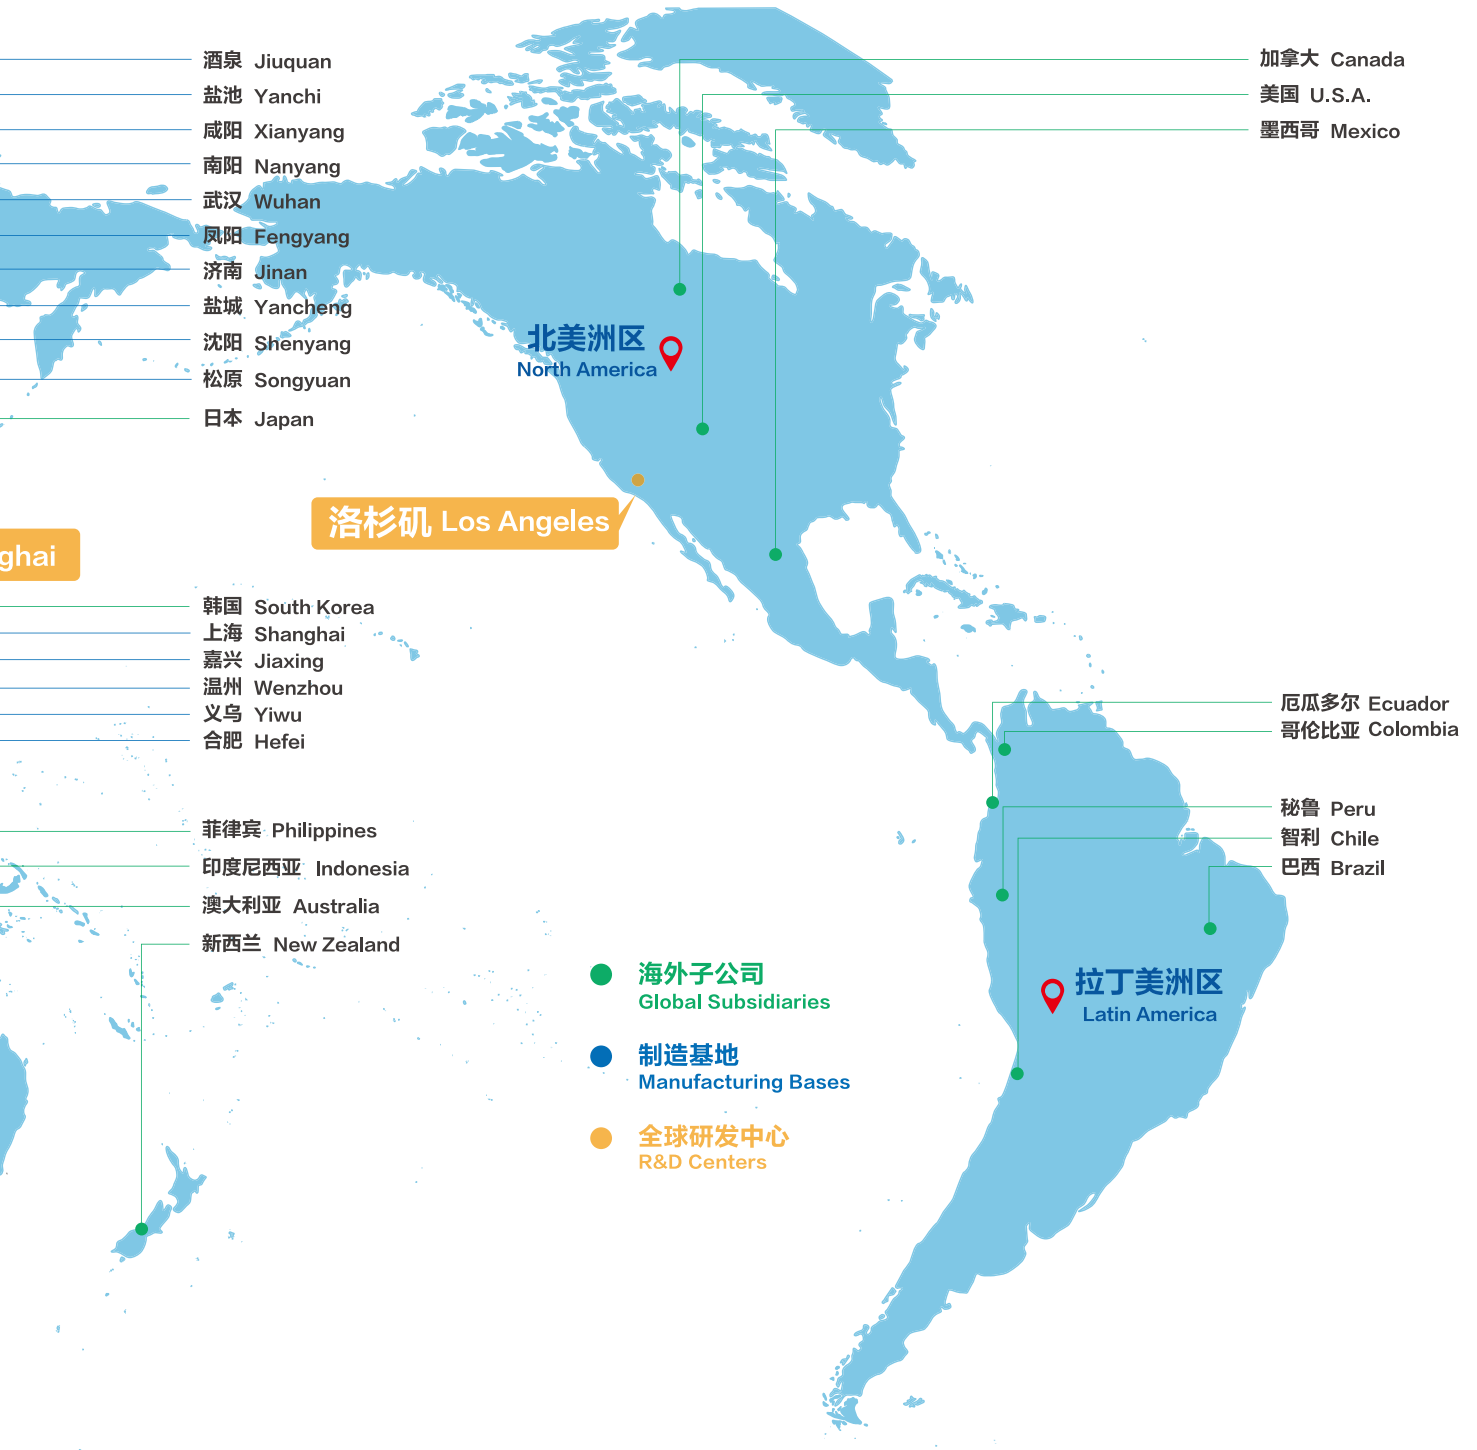 酒泉 Jiuquan
盐池 Yanchi
咸阳 Xianyang
南阳 Nanyang
武汉 Wuhan
凤阳 Fengyang
济南 Jinan
盐城 Yancheng
沈阳 Shenyang
松原 Songyuan
日本 Japan
加拿大 Canada
美国 U.S.A.
墨西哥 Mexico
北美洲区
North America
洛杉矶 Los Angeles
ghai
韩国 South Korea
上海 Shanghai
嘉兴 Jiaxing
温州 Wenzhou
义乌 Yiwu
合肥 Hefei
厄瓜多尔 Ecuador
哥伦比亚 Colombia
秘鲁 Peru
智利 Chile
巴西 Brazil
菲律宾 Philippines
印度尼西亚 Indonesia
澳大利亚 Australia
新西兰 New Zealand
海外子公司
Global Subsidiaries
制造基地
Manufacturing Bases
全球研发中心
R&D Centers
拉丁美洲区
Latin America